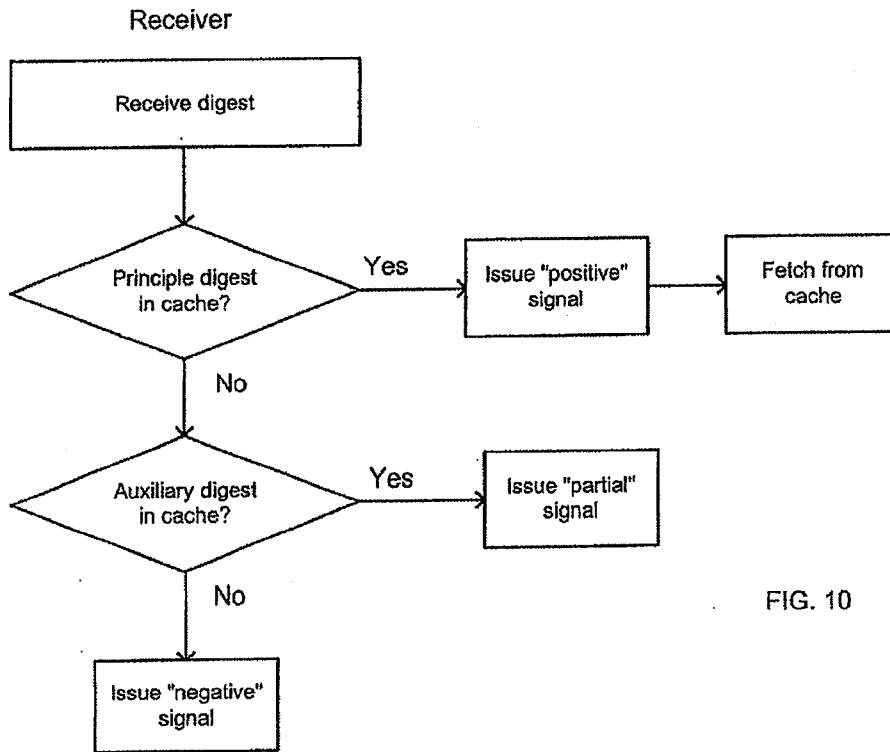 Receiver
Receive digest
Principle digest
in cache?
Yes
Issue "positive"
signal
Fetch from
cache
No
Auxiliary digest
in cache?
Yes
Issue "partial"
signal
No
Issue "negative"
signal
FIG. 10